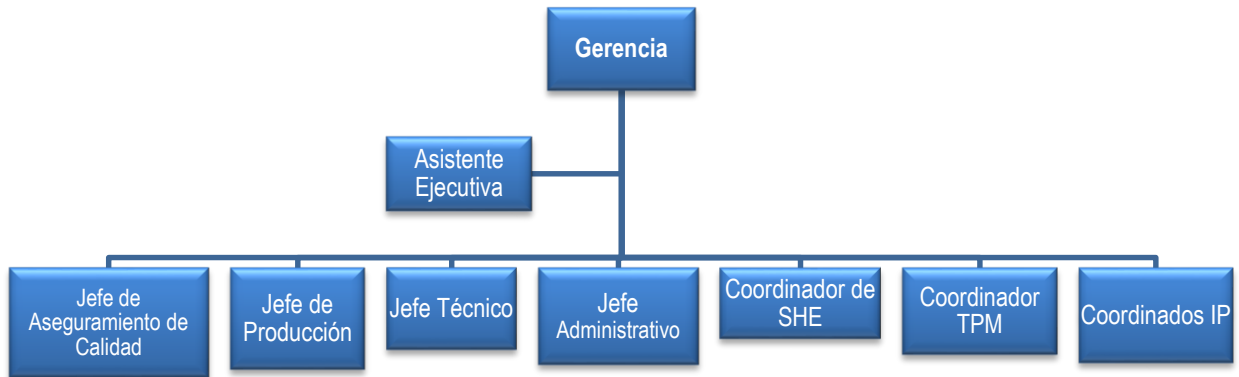 Gerencia
Asistente
Ejecutiva
Jefe de
Aseguramiento de
Calidad
Jefe de
Producción
Jefe Técnico
Jefe
Administrativo
Coordinador de
SHE
Coordinador
TPM
Coordinados IP